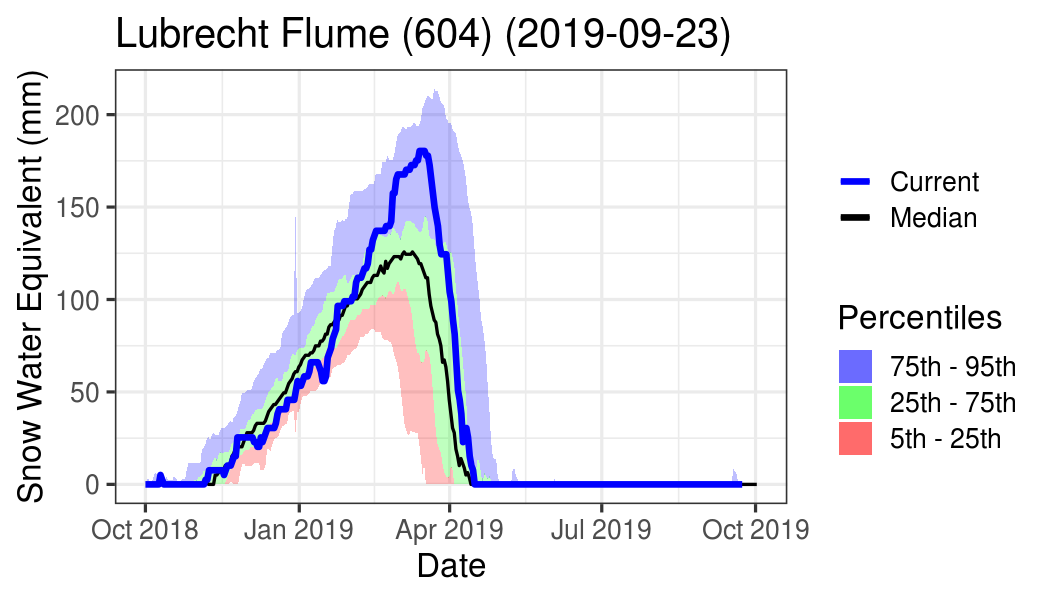 Lubrecht Flume (604) (2019-09-23)
Snow Water Equivalent (mm)
200
150
100
50
0
Oct 2018 Jan 2019 Apr 2019 Jul 2019 Oct 2019
Date
Current
Median
Percentiles
75th - 95th
25th - 75th
5th - 25th